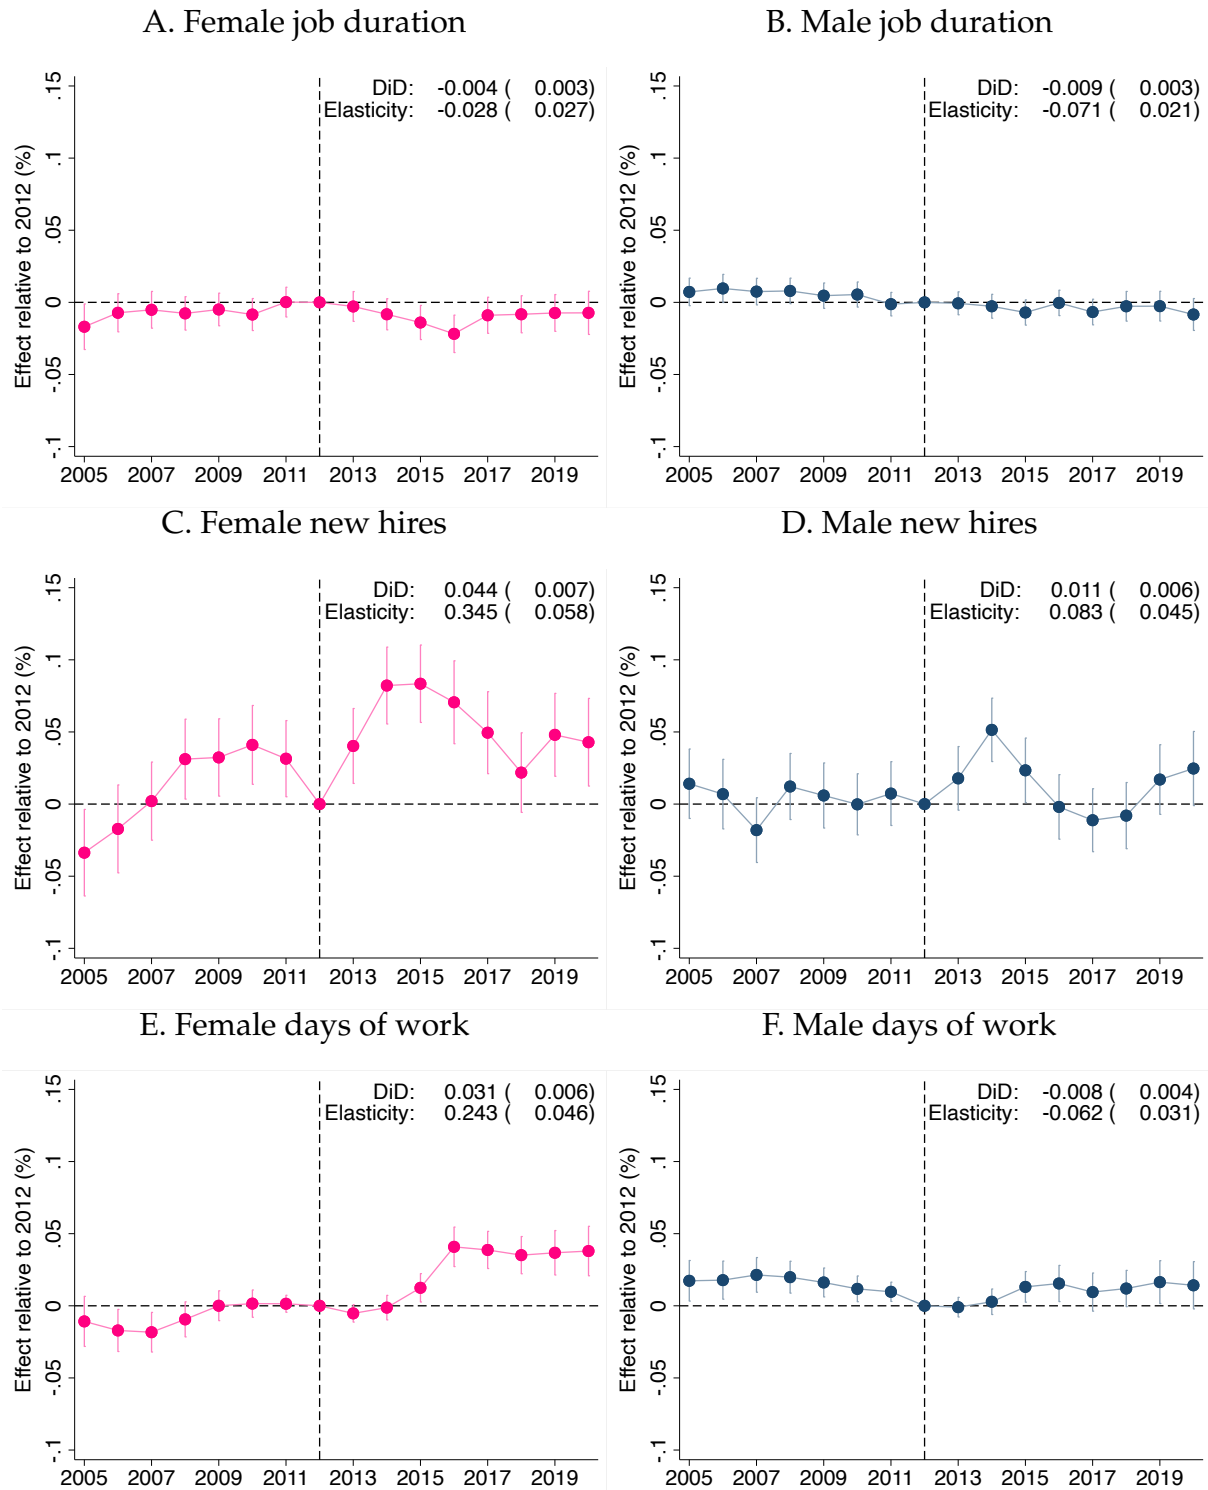 A. Female job duration
DiD: -0.004 ( 0.003)
Elasticity: -0.028 ( 0.027)
Effect relative to 2012 (%)
.15
.1
.05
0
-.05
-.1
2005 2007 2009 2011 2013 2015 2017 2019
B. Male job duration
DiD: -0.009 ( 0.003)
Elasticity: -0.071 ( 0.021)
Effect relative to 2012 (%)
.15
.1
.05
0
-.05
-.1
2005 2007 2009 2011 2013 2015 2017 2019
C. Female new hires
DiD: 0.044 ( 0.007)
Elasticity: 0.345 ( 0.058)
Effect relative to 2012 (%)
.15
.1
.05
0
-.05
-.1
2005 2007 2009 2011 2013 2015 2017 2019
D. Male new hires
DiD: 0.011 ( 0.006)
Elasticity: 0.083 ( 0.045)
Effect relative to 2012 (%)
.15
.1
.05
0
-.05
-.1
2005 2007 2009 2011 2013 2015 2017 2019
E. Female days of work
DiD: 0.031 ( 0.006)
Elasticity: 0.243 ( 0.046)
Effect relative to 2012 (%)
.15
.1
.05
0
-.05
-.1
2005 2007 2009 2011 2013 2015 2017 2019
F. Male days of work
DiD: -0.008 ( 0.004)
Elasticity: -0.062 ( 0.031)
Effect relative to 2012 (%)
.15
.1
.05
0
-.05
-.1
2005 2007 2009 2011 2013 2015 2017 2019